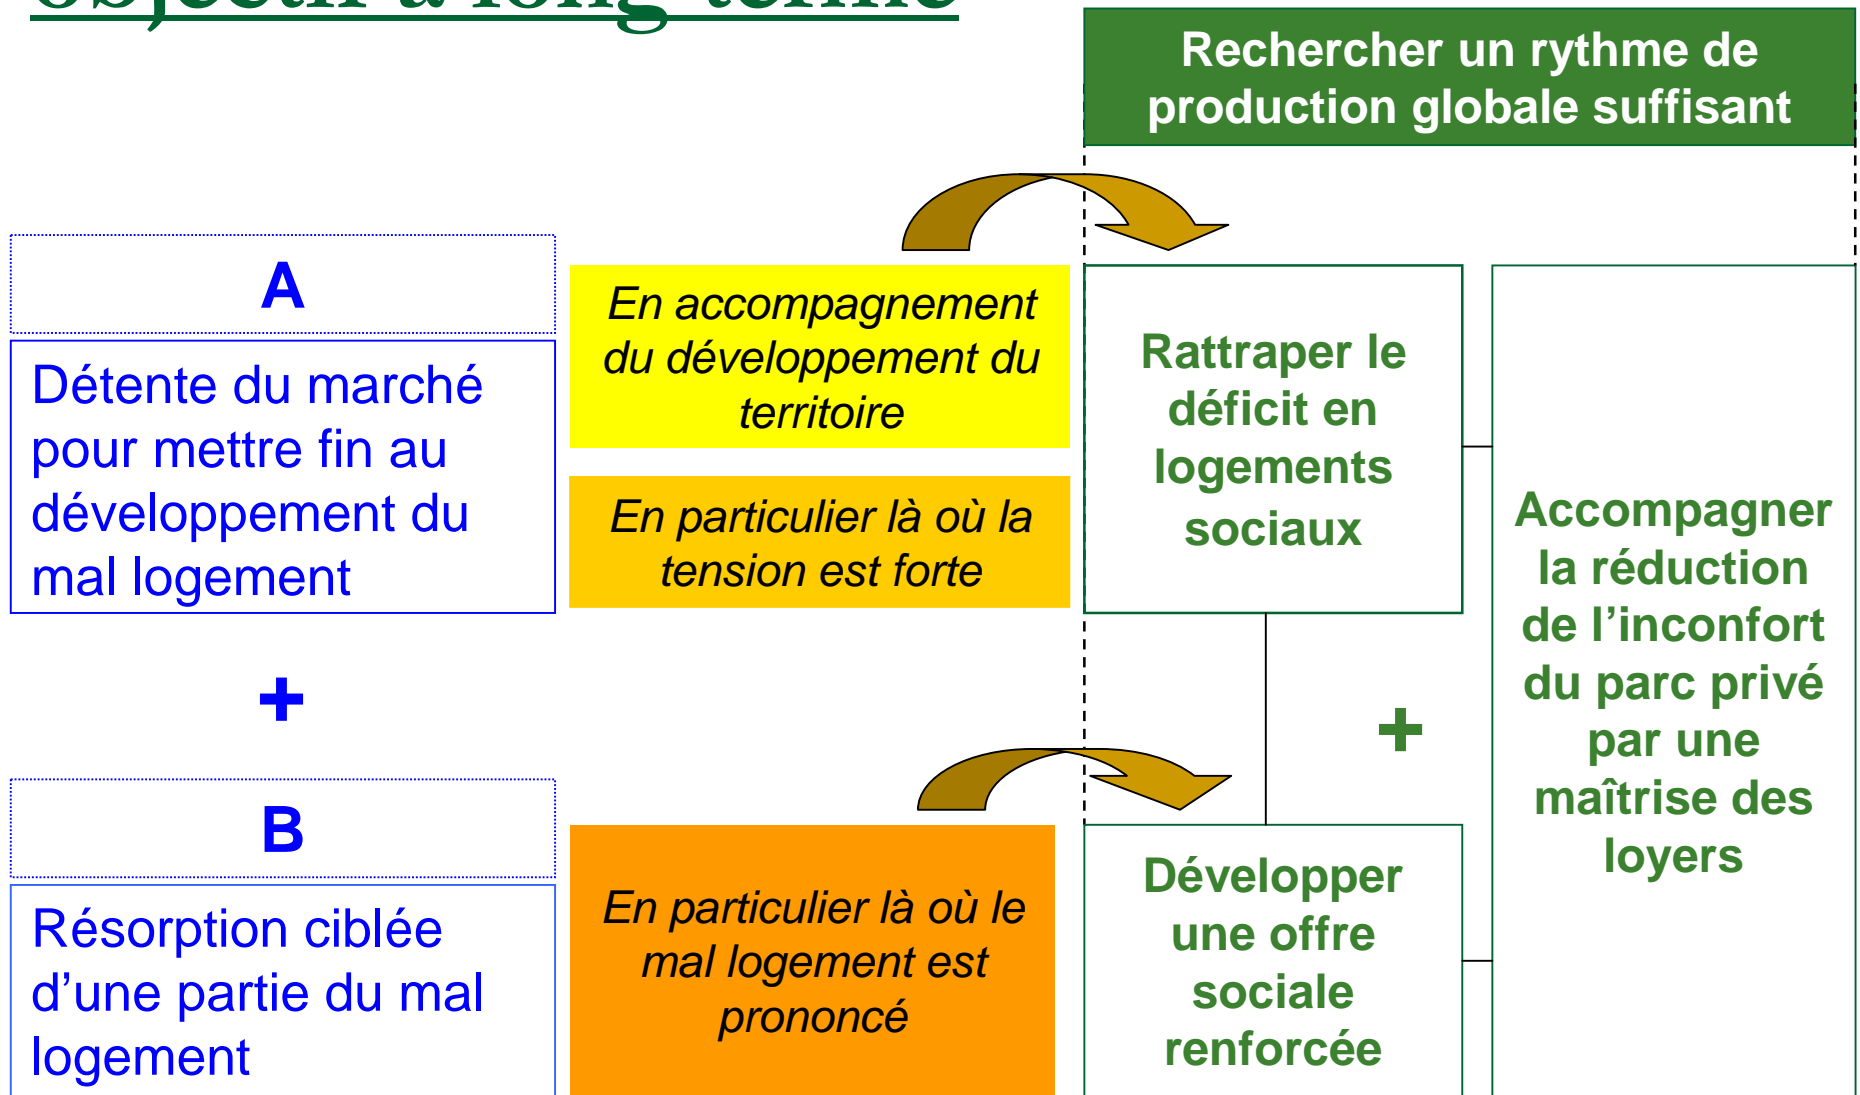 objectif à long terme
Rechercher un rythme de
production globale suffisant
A
Détente du marché
pour mettre fin au
développement du
mal logement
En accompagnement
du développement du
territoire
En particulier là où la
tension est forte
Rattraper le
déficit en
logements
sociaux
Accompagner
la réduction
de l’inconfort
du parc privé
par une
maîtrise des
loyers
+
+
B
Résorption ciblée
d’une partie du mal
logement
En particulier là où le
mal logement est
prononcé
Développer
une offre
sociale
renforcée